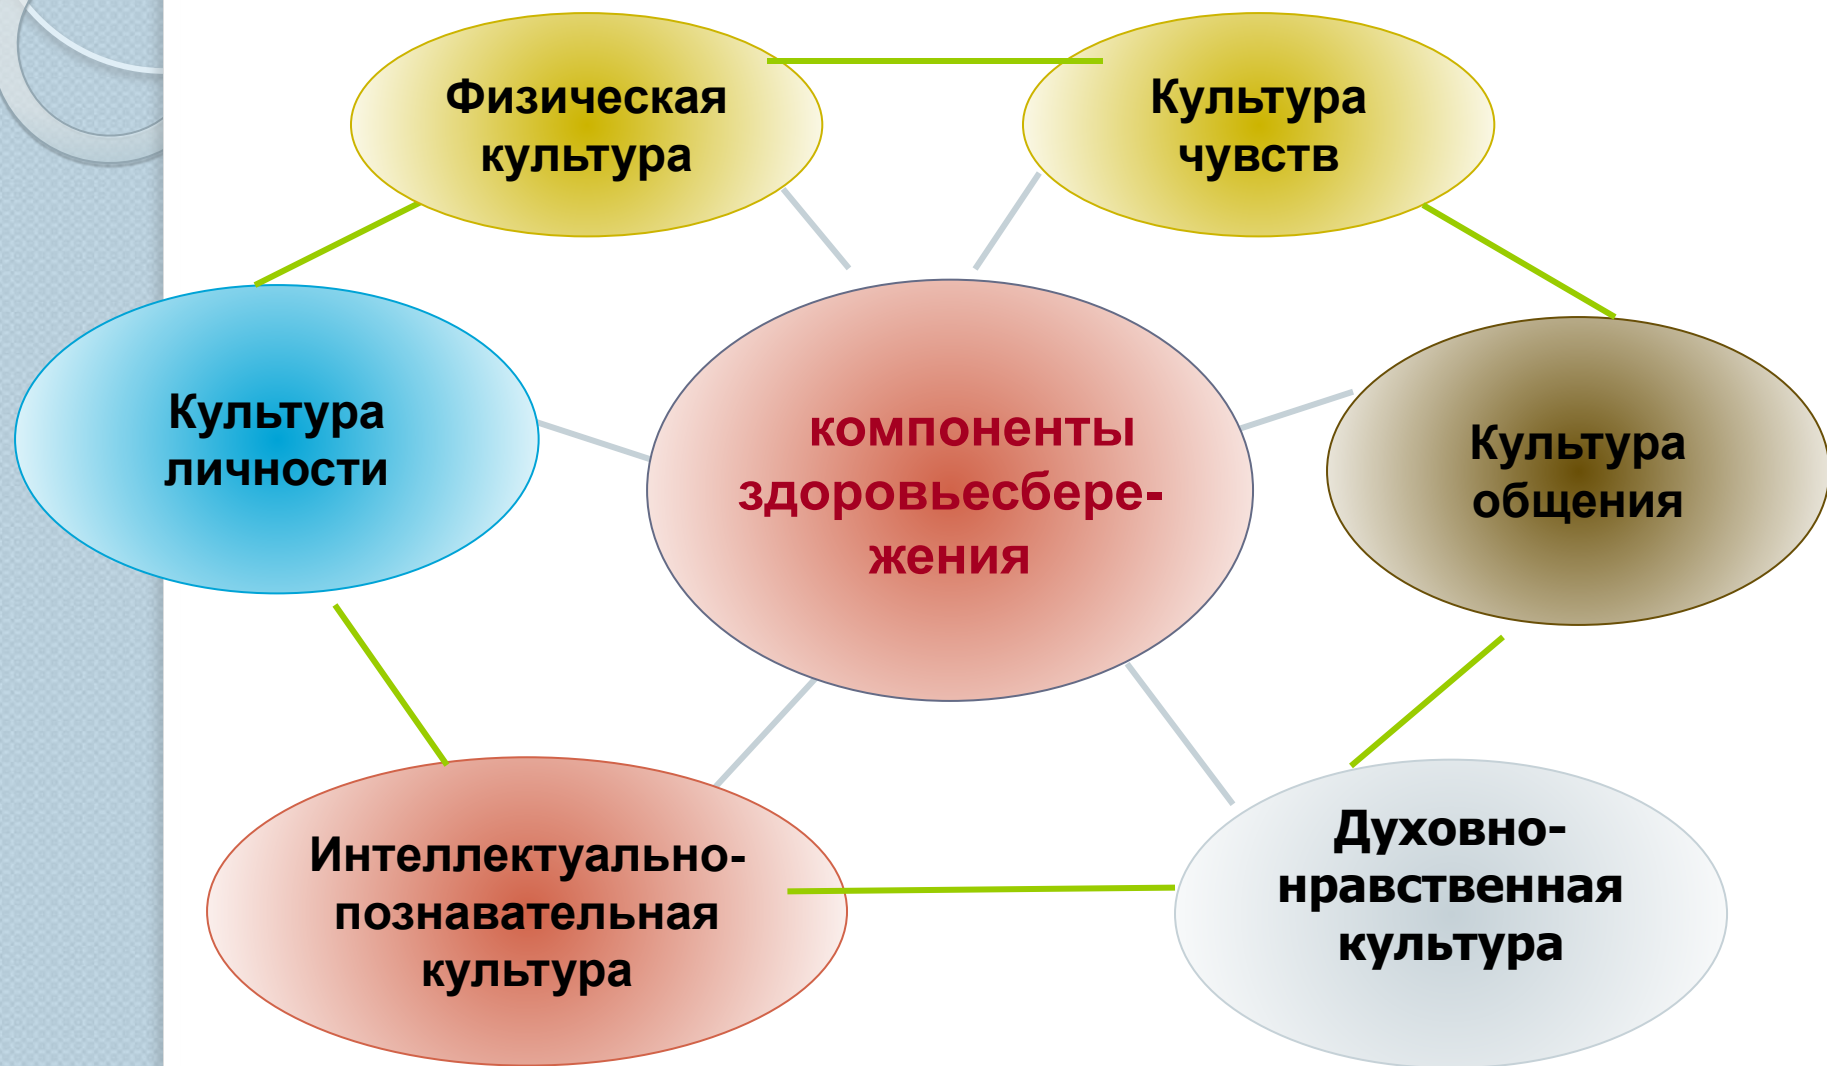 Физическая
культура
Культура
чувств
Культура
личности
компоненты
здоровьесбере-
жения
Культура
общения
Интеллектуально-
познавательная
культура
Духовно-
нравственная
культура